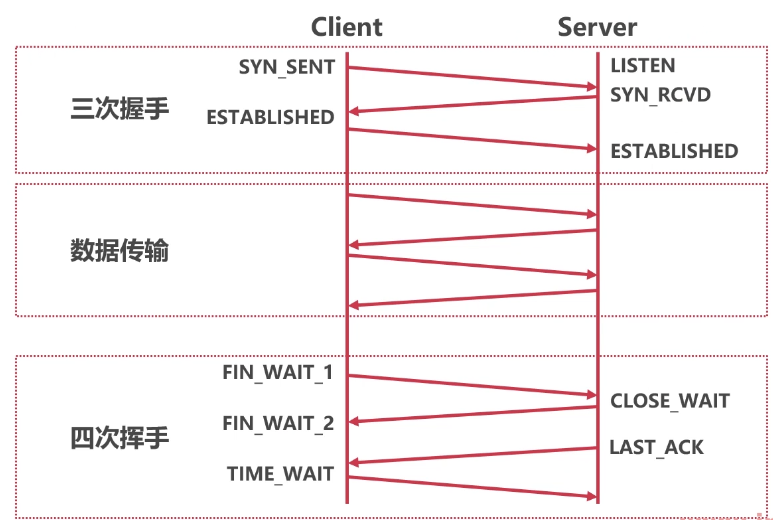 Client
Server
三次握手
SYN_SENT
LISTEN
SYN_RCVD
ESTABLISHED
ESTABLISHED
数据传输
四次挥手
FIN_WAIT_1
CLOSE_WAIT
FIN_WAIT_2
LAST_ACK
TIME_WAIT